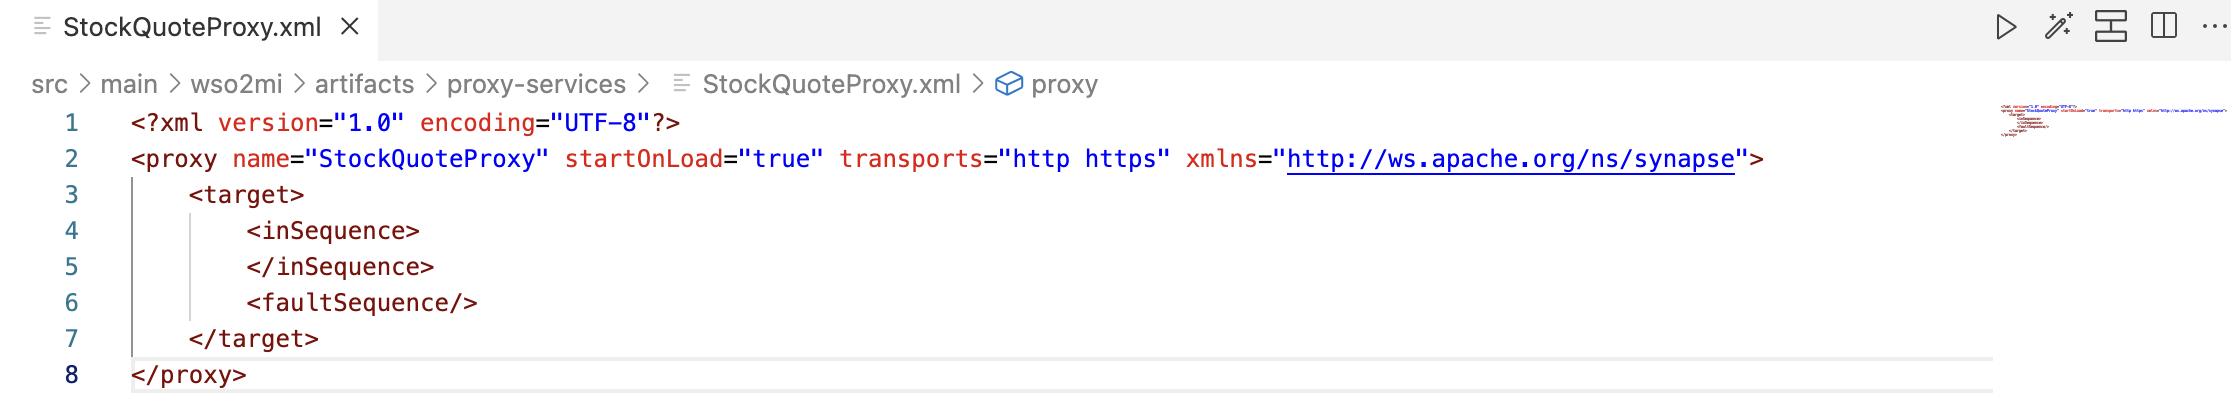 StockQuoteProxy.xml
src > main > wso2mi > artifacts > proxy-services > StockQuoteProxy.xml > proxy
1 <?xml version="1.0" encoding="UTF-8"?>
2 <proxy name="StockQuoteProxy" startOnLoad="true" transports="http https" xmlns="http://ws.apache.org/ns/synapse">
3     <target>
4         <inSequence>
5         </inSequence>
6         <faultSequence/>
7     </target>
8 </proxy>